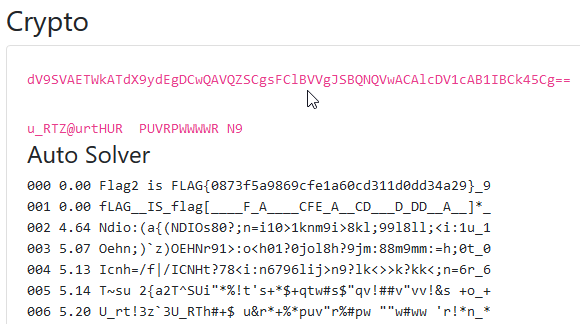 Crypto
dV9SVAETWkATdX9ydEgDCwQAVQZSCgsFClBVVgJSBQNQVwACAlcDV1cAB1IBCk45Cg==
u_RTZ@urtHUR  PUVRPWWWWR N9
Auto Solver
000 0.00 Flag2 is FLAG{0873f5a9869cfe1a60cd311d0dd34a29}_9
001 0.00 fLAG__IS_flag[____F_A____CFE_A__CD___D_DD__A__]*_
002 4.64 Ndio:(a{(NDIOs80?;n=i10>1knm9i>8kl;99l8ll;<i:1u_1
003 5.07 Oehn;)`z)OEHNr91>:o<h01?0jol8h?9jm:88m9mm:=h;0t_0
004 5.13 Icnh=/f|/ICNHt?78<i:n6796lij>n9?lk<>>k?kk<;n=6r_6
005 5.14 T~su 2{a2T^SUi"*%!t's+*$+qtw#s$"qv!##v"vv!&s +o_+
006 5.20 U_rt!3z`3U_RTh#+$ u&r*+%*puv"r%#pw ""w#ww 'r!*n_*